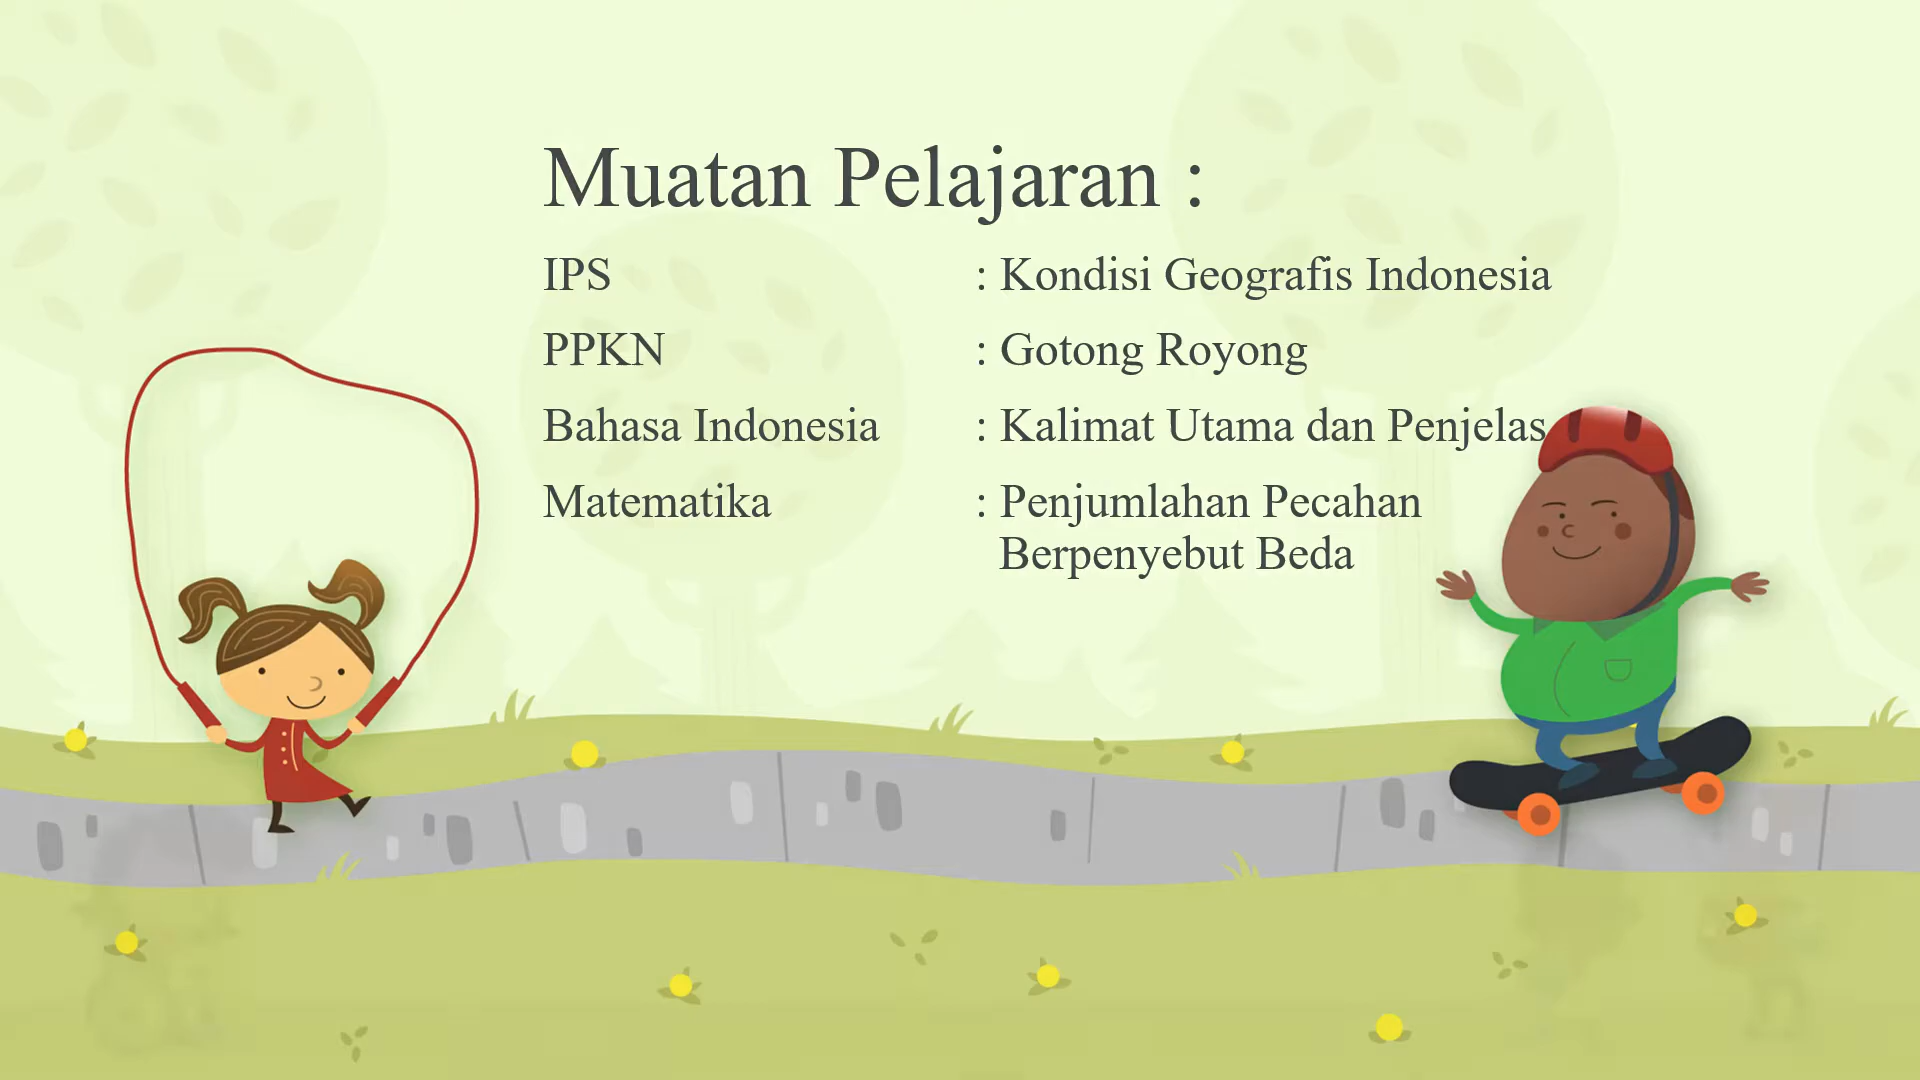 Muatan Pelajaran :
IPS : Kondisi Geografis Indonesia
PPKN : Gotong Royong
Bahasa Indonesia : Kalimat Utama dan Penjelas
Matematika : Penjumlahan Pecahan
Berpenyebut Beda